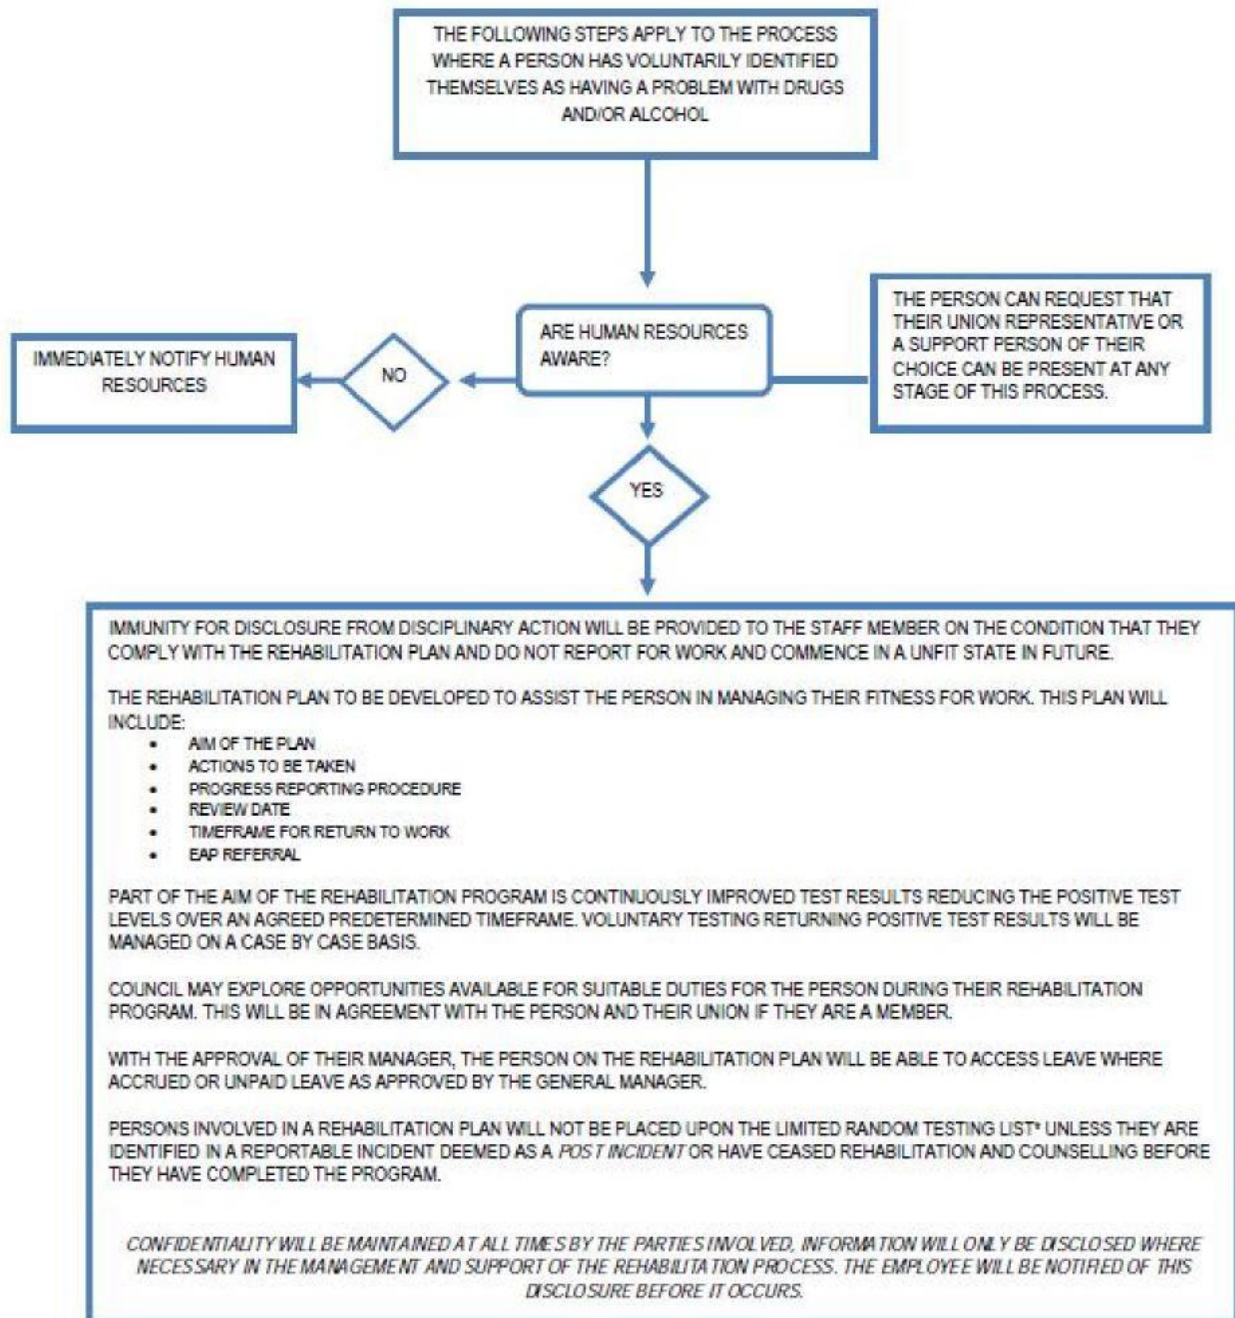 THE FOLLOWING STEPS APPLY TO THE PROCESS
WHERE A PERSON HAS VOLUNTARILY IDENTIFIED
THEMSELVES AS HAVING A PROBLEM WITH DRUGS
AND/OR ALCOHOL
ARE HUMAN RESOURCES
AWARE?
THE PERSON CAN REQUEST THAT
THEIR UNION REPRESENTATIVE OR
A SUPPORT PERSON OF THEIR
CHOICE CAN BE PRESENT AT ANY
STAGE OF THIS PROCESS.
NO
IMMEDIATELY NOTIFY HUMAN
RESOURCES
YES
IMMUNITY FOR DISCLOSURE FROM DISCIPLINARY ACTION WILL BE PROVIDED TO THE STAFF MEMBER ON THE CONDITION THAT THEY
COMPLY WITH THE REHABILITATION PLAN AND DO NOT REPORT FOR WORK AND COMMENCE IN A UNFIT STATE IN FUTURE.
THE REHABILITATION PLAN TO BE DEVELOPED TO ASSIST THE PERSON IN MANAGING THEIR FITNESS FOR WORK. THIS PLAN WILL
INCLUDE:
• AIM OF THE PLAN
• ACTIONS TO BE TAKEN
• PROGRESS REPORTING PROCEDURE
• REVIEW DATE
• TIMEFRAME FOR RETURN TO WORK
• EAP REFERRAL
PART OF THE AIM OF THE REHABILITATION PROGRAM IS CONTINUOUSLY IMPROVED TEST RESULTS REDUCING THE POSITIVE TEST
LEVELS OVER AN AGREED PREDETERMINED TIMEFRAME. VOLUNTARY TESTING RETURNING POSITIVE TEST RESULTS WILL BE
MANAGED ON A CASE BY CASE BASIS.
COUNCIL MAY EXPLORE OPPORTUNITIES AVAILABLE FOR SUITABLE DUTIES FOR THE PERSON DURING THEIR REHABILITATION
PROGRAM. THIS WILL BE IN AGREEMENT WITH THE PERSON AND THEIR UNION IF THEY ARE A MEMBER.
WITH THE APPROVAL OF THEIR MANAGER, THE PERSON ON THE REHABILITATION PLAN WILL BE ABLE TO ACCESS LEAVE WHERE
ACCRUED OR UNPAID LEAVE AS APPROVED BY THE GENERAL MANAGER.
PERSONS INVOLVED IN A REHABILITATION PLAN WILL NOT BE PLACED UPON THE LIMITED RANDOM TESTING LIST* UNLESS THEY ARE
IDENTIFIED IN A REPORTABLE INCIDENT DEEMED AS A POST INCIDENT OR HAVE CEASED REHABILITATION AND COUNSELLING BEFORE
THEY HAVE COMPLETED THE PROGRAM.
CONFIDENTIALITY WILL BE MAINTAINED AT ALL TIMES BY THE PARTIES INVOLVED, INFORMATION WILL ONLY BE DISCLOSED WHERE
NECESSARY IN THE MANAGEMENT AND SUPPORT OF THE REHABILITATION PROCESS. THE EMPLOYEE WILL BE NOTIFIED OF THIS
DISCLOSURE BEFORE IT OCCURS.